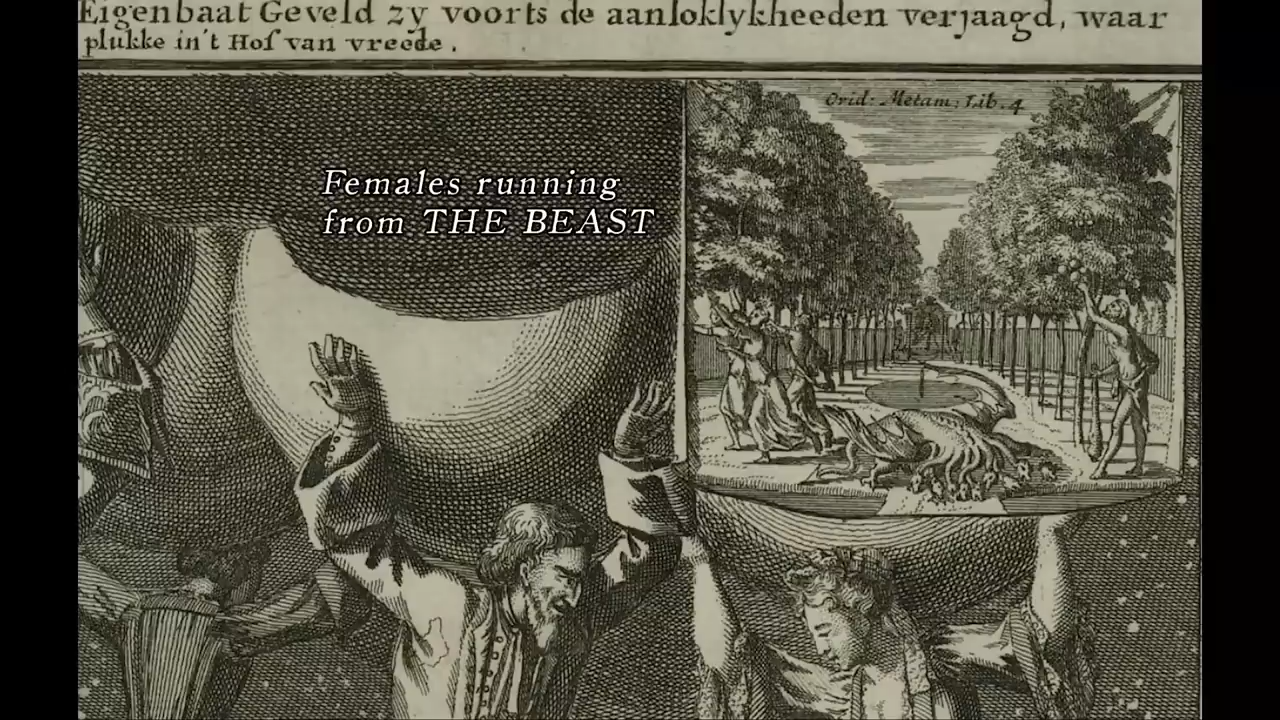 Eigenbaat Geveld zy voorts de aanloklykheeden verjaagd, waar
plukke in't Hof van vreede.
Ovid: Metam: Lib. 4
Females running
from THE BEAST